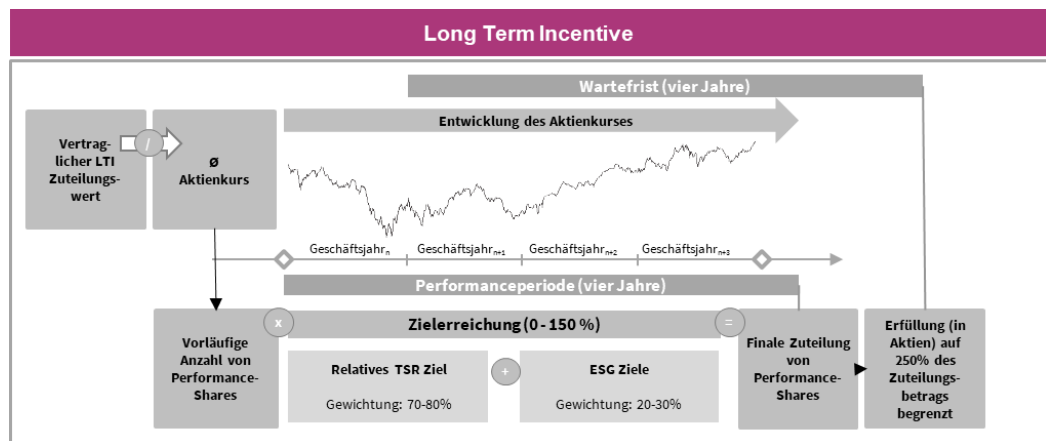 Long Term Incentive
Wartefrist (vier Jahre)
Entwicklung des Aktienkurses
Vertrag-
licher LTI
Zuteilungs-
wert
/
Ø
Aktienkurs
Geschäftsjahrn
Geschäftsjahrn+1
Geschäftsjahrn+2
Geschäftsjahrn+3
Performanceperiode (vier Jahre)
Vorläufige
Anzahl von
Performance-
Shares
x
Zielerreichung (0 - 150 %)
=
Relatives TSR Ziel
Gewichtung: 70-80%
+
ESG Ziele
Gewichtung: 20-30%
Finale Zuteilung
von
Performance-
Shares
Erfüllung (in
Aktien) auf
250% des
Zuteilungs-
betrags
begrenzt